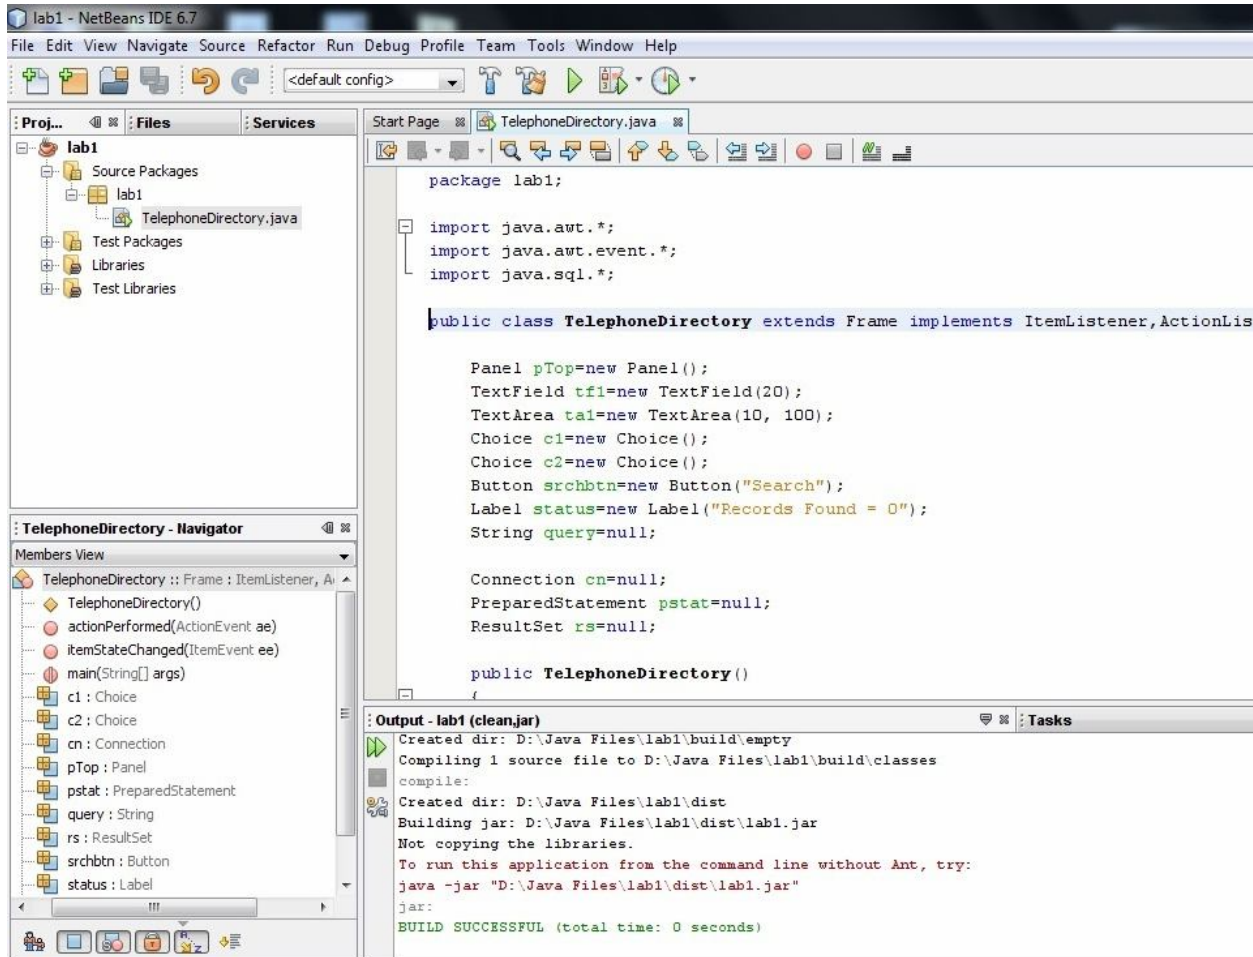 lab1 - NetBeans IDE 6.7
File Edit View Navigate Source Refactor Run Debug Profile Team Tools Window Help
<default config>
Proj...
Files
Services
lab1
Source Packages
lab1
TelephoneDirectory.java
Test Packages
Libraries
Test Libraries
TelephoneDirectory - Navigator
Members View
TelephoneDirectory :: Frame : ItemListener, A
TelephoneDirectory()
actionPerformed(ActionEvent ae)
itemStateChanged(ItemEvent ee)
main(String[] args)
c1 : Choice
c2 : Choice
cn : Connection
pTop : Panel
pstat : PreparedStatement
query : String
rs : ResultSet
srchbtn : Button
status : Label
Start Page
TelephoneDirectory.java
package lab1;
import java.awt.*;
import java.awt.event.*;
import java.sql.*;
public class TelephoneDirectory extends Frame implements ItemListener,ActionLis
Panel pTop=new Panel();
TextField tf1=new TextField(20);
TextArea ta1=new TextArea(10, 100);
Choice c1=new Choice();
Choice c2=new Choice();
Button srchbtn=new Button("Search");
Label status=new Label("Records Found = 0");
String query=null;
Connection cn=null;
PreparedStatement pstat=null;
ResultSet rs=null;
public TelephoneDirectory()
{
Output - lab1 (clean,jar)
Tasks
Created dir: D:\Java Files\lab1\build\empty
Compiling 1 source file to D:\Java Files\lab1\build\classes
compile:
Created dir: D:\Java Files\lab1\dist
Building jar: D:\Java Files\lab1\dist\lab1.jar
Not copying the libraries.
To run this application from the command line without Ant, try:
java -jar "D:\Java Files\lab1\dist\lab1.jar"
jar:
BUILD SUCCESSFUL (total time: 0 seconds)